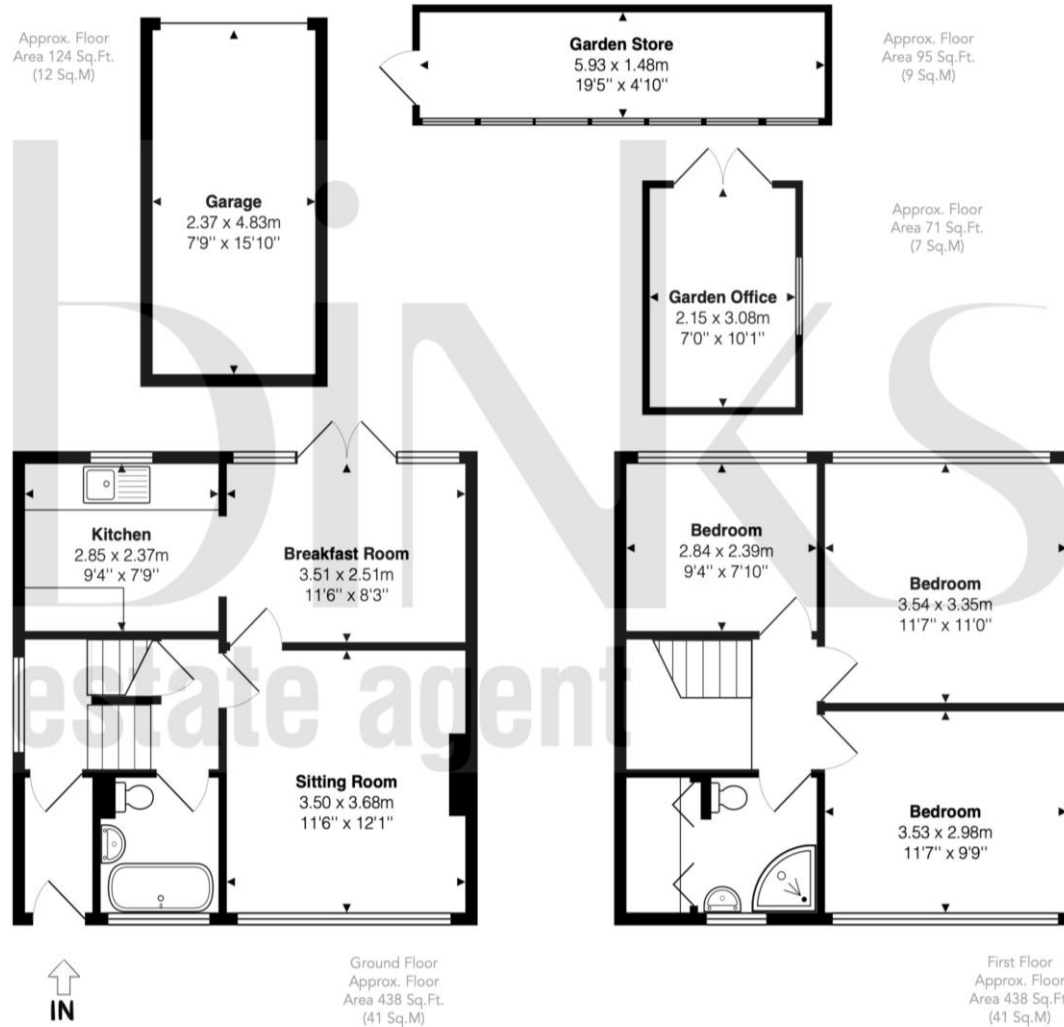 Approx. Floor
Area 124 Sq.Ft.
(12 Sq.M)
Garage
2.37 x 4.83m
7'9" x 15'10"
Garden Store
5.93 x 1.48m
19'5" x 4'10"
Approx. Floor
Area 95 Sq.Ft.
(9 Sq.M)
Garden Office
2.15 x 3.08m
7'0" x 10'1"
Approx. Floor
Area 71 Sq.Ft.
(7 Sq.M)
binks
estate agent
Kitchen
2.85 x 2.37m
9'4" x 7'9"
Breakfast Room
3.51 x 2.51m
11'6" x 8'3"
Sitting Room
3.50 x 3.68m
11'6" x 12'1"
IN
Ground Floor
Approx. Floor
Area 438 Sq.Ft.
(41 Sq.M)
Bedroom
2.84 x 2.39m
9'4" x 7'10"
Bedroom
3.54 x 3.35m
11'7" x 11'0"
Bedroom
3.53 x 2.98m
11'7" x 9'9"
First Floor
Approx. Floor
Area 438 Sq.Ft
(41 Sq.M)